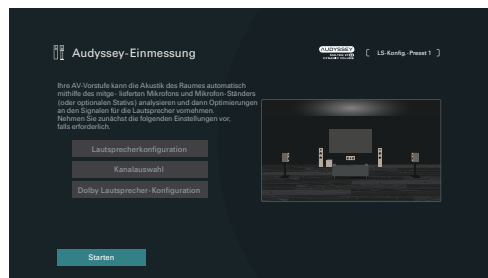 Audyssey-Einmessung
AUDYSSEY
LS-Konfig.-Preset 1
Ihre AV-Vorstufe kann die Akustik des Raumes automatisch
mithilfe des mitge- lieferten Mikrofons und Mikrofon-Ständers
(oder optionalen Stativs) analysieren und dann Optimierungen
an den Signalen für die Lautsprecher vornehmen.
Nehmen Sie zunächst die folgenden Einstellungen vor,
falls erforderlich.
Lautsprecherkonfiguration
Kanalauswahl
Dolby Lautsprecher-Konfiguration
Starten